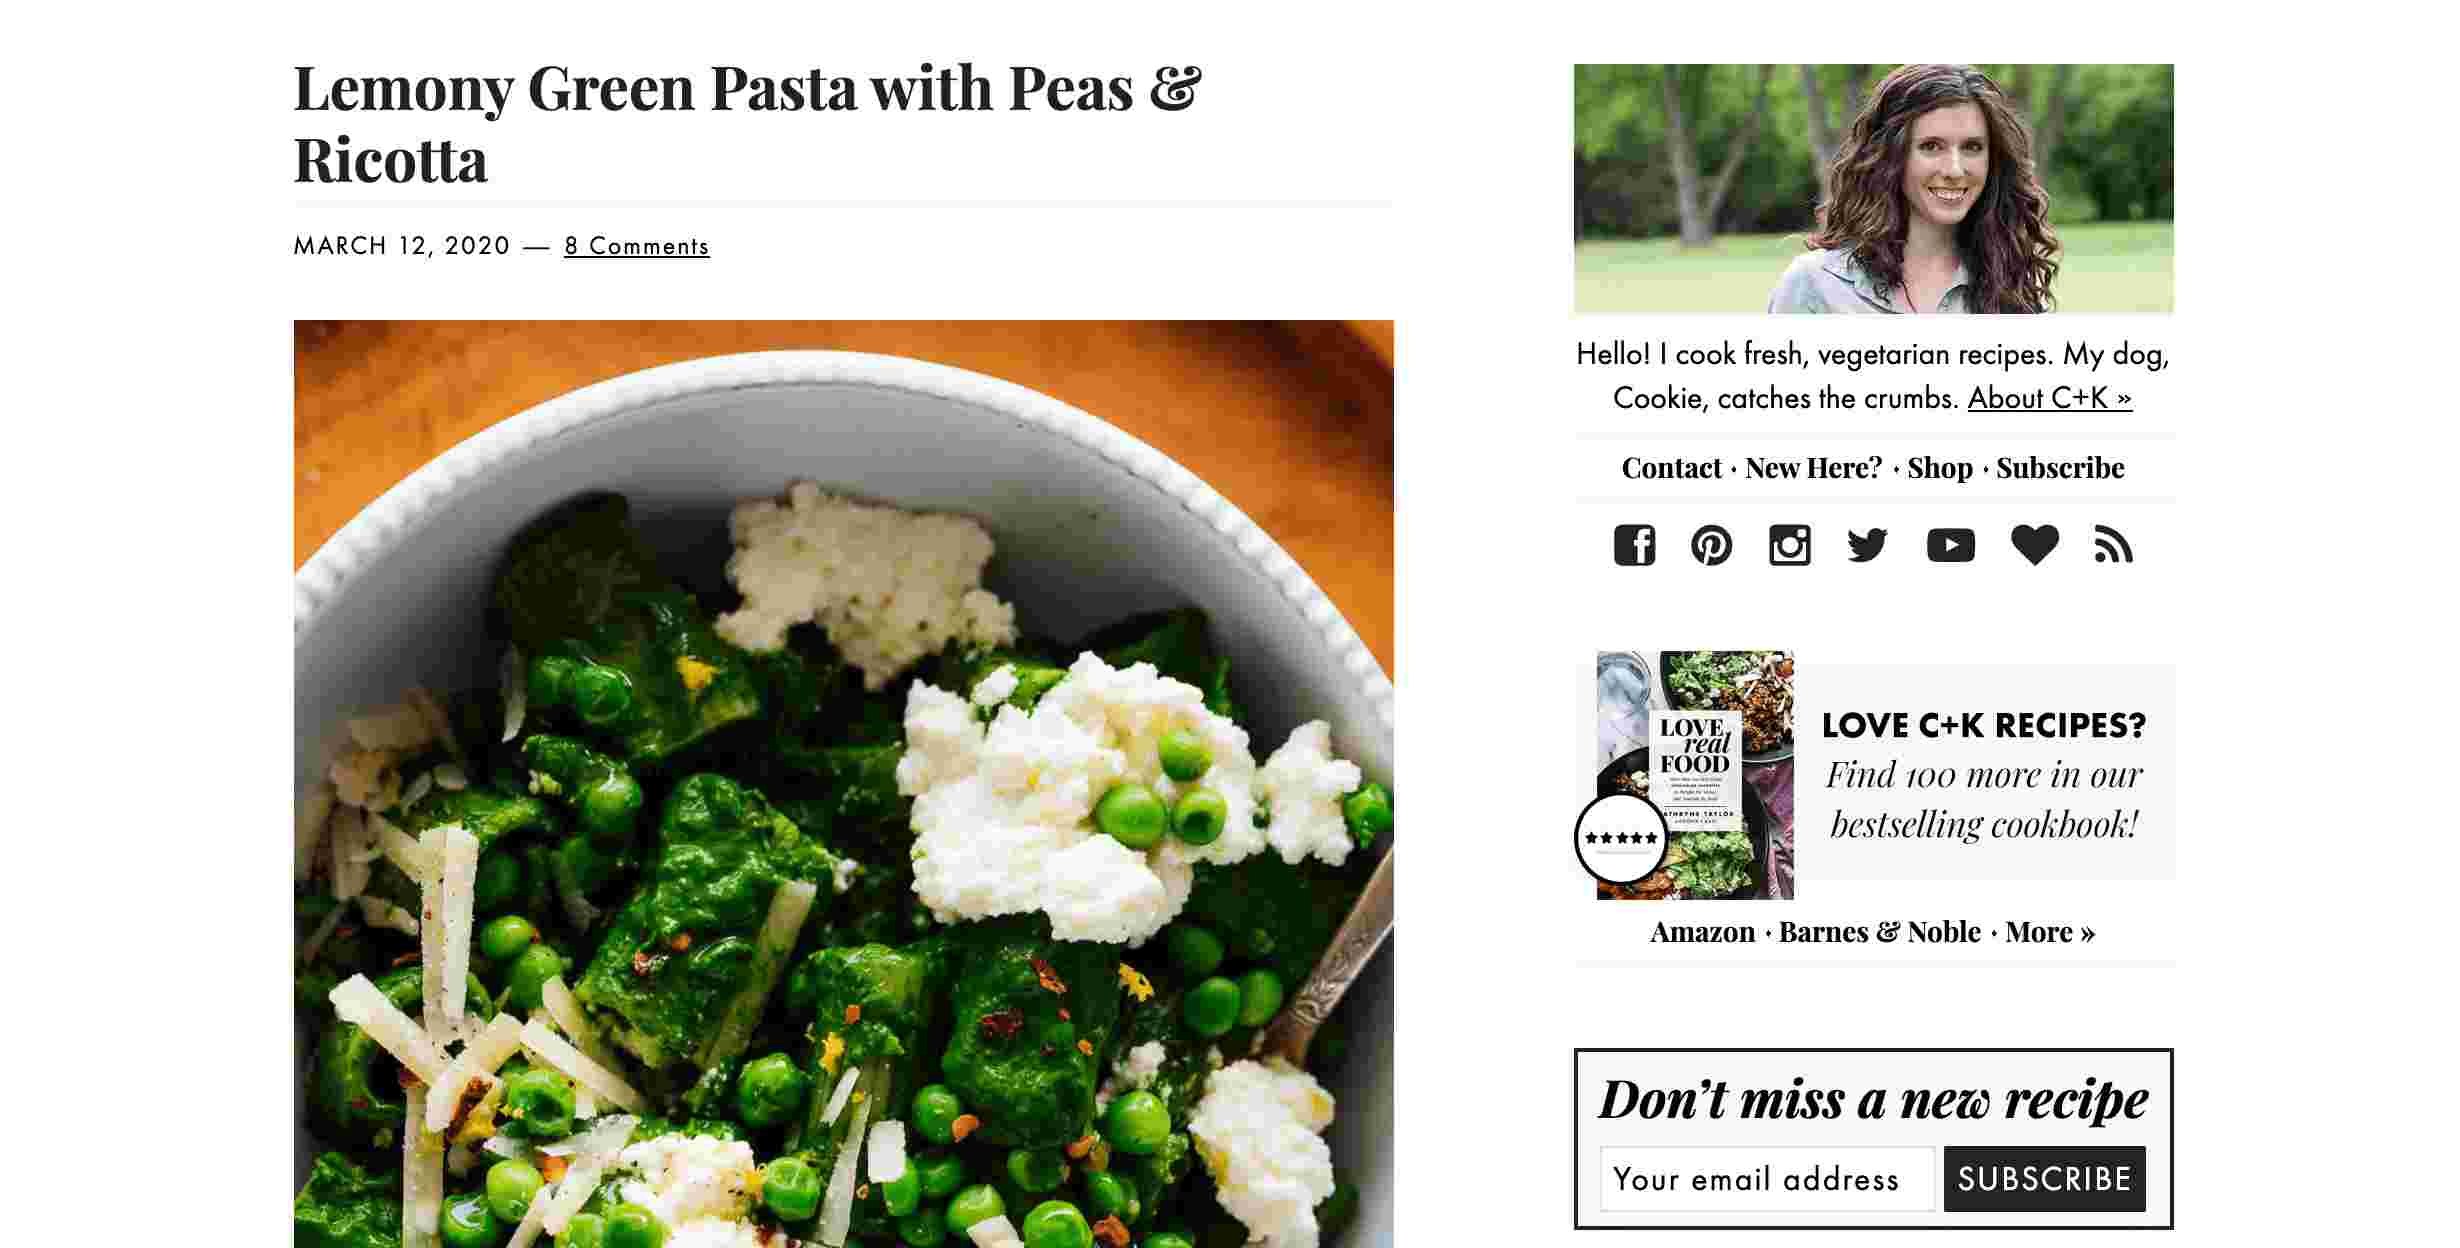 Lemony Green Pasta with Peas &
Ricotta
MARCH 12, 2020 — 8 Comments
Hello! I cook fresh, vegetarian recipes. My dog,
Cookie, catches the crumbs. About C+K »
Contact · New Here? · Shop · Subscribe
LOVE
real
FOOD
LOVE C+K RECIPES?
Find 100 more in our
bestselling cookbook!
Amazon · Barnes & Noble · More »
Don't miss a new recipe
Your email address
SUBSCRIBE